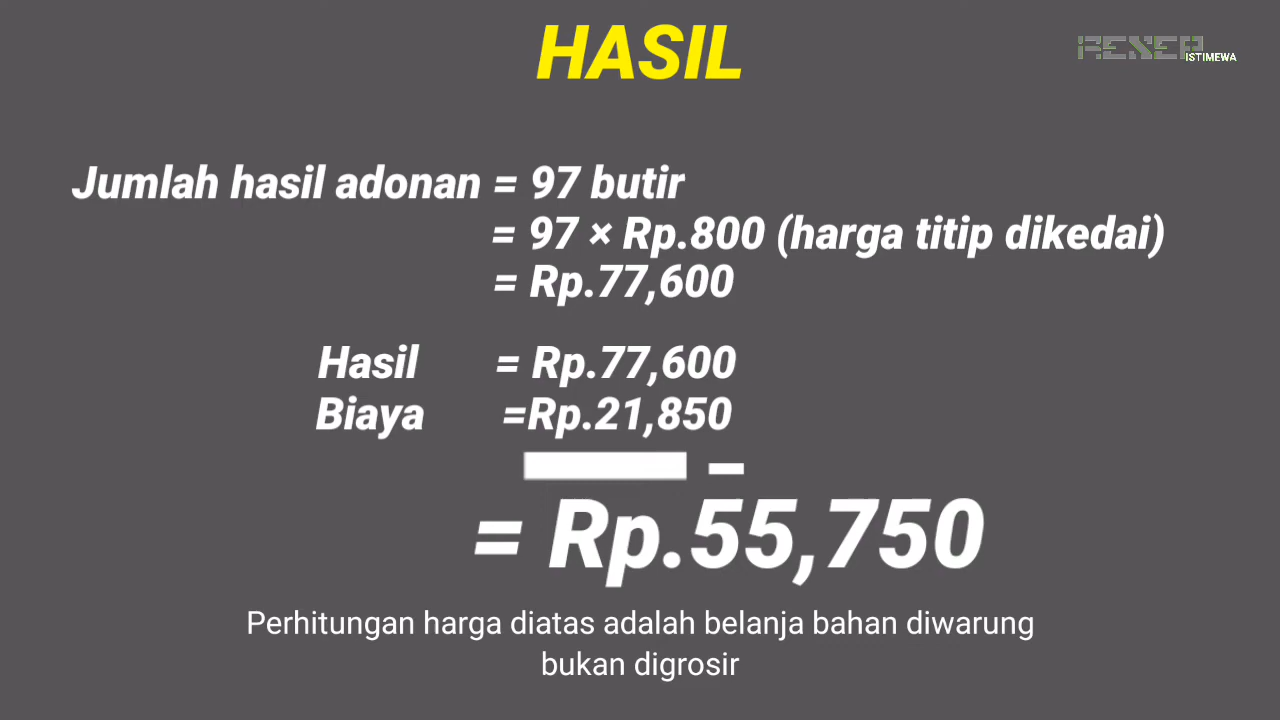 HASIL
RESEP
ISTIMEWA
Jumlah hasil adonan = 97 butir
= 97 × Rp.800 (harga titip dikedai)
= Rp.77,600
Hasil = Rp.77,600
Biaya =Rp.21,850
–
= Rp.55,750
Perhitungan harga diatas adalah belanja bahan diwarung
bukan digrosir